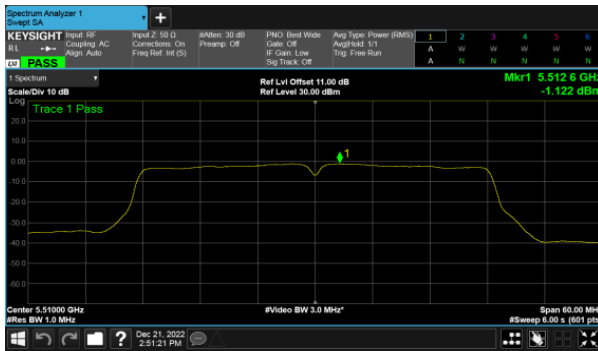 Spectrum Analyzer 1
Swept SA
+
KEYSIGHT Input: RF Input Z: 50 Ω #Atten: 30 dB PNO: Best Wide Avg Type: Power (RMS) 1 2 3 4 5 6
RL Coupling: AC Corrections: On Preamp: Off Gate: Off Avg|Hold: 1/1 A W W W W W
Align: Auto Freq Ref: Int (S) IF Gain: Low Trig: Free Run
PASS Sig Track: Off A N N N N N
1 Spectrum
Scale/Div 10 dB
Ref Lvl Offset 11.00 dB
Ref Level 30.00 dBm
Mkr1 5.512 6 GHz
-1.122 dBm
Log
Trace 1 Pass
20.0
10.0
0.00
1
-10.0
-20.0
-30.0
-40.0
-50.0
-60.0
Center 5.51000 GHz
#Res BW 1.0 MHz
#Video BW 3.0 MHz*
Span 60.00 MHz
#Sweep 6.00 s (601 pts)
?
Dec 21, 2022
2:51:21 PM